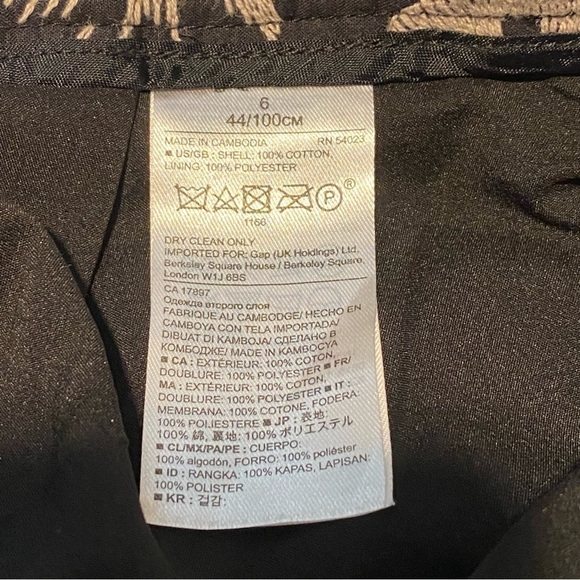 6
44/100CM
MADE IN CAMBODIA RN 54023
■ US/GB : SHELL: 100% COTTON,
LINING: 100% POLYESTER
P ®
1166
DRY CLEAN ONLY
IMPORTED FOR: Gap (UK Holdings) Ltd.
Berkeley Square House / Berkeley Square
London W1J 6BS
CA 17897
Одежда второго слоя
FABRIQUE AU CAMBODGE/ HECHO EN
CAMBOYA CON TELA IMPORTADA/
DIBUAT DI KAMBOJA/ СДЕЛАНО В
КОМБОДЖЕ/ MADE IN KAMBOCYA
■ CA : EXTÉRIEUR: 100% COTON,
DOUBLURE: 100% POLYESTER ■ FR/
MA : EXTÉRIEUR: 100% COTON,
DOUBLURE: 100% POLYESTER ■ IT :
MEMBRANA: 100% COTONE, FODERA:
100% POLIESTERE ■ JP : 表地:
100% 綿, 裏地: 100% ポリエステル
■ CL/MX/PA/PE : CUERPO:
100% algodón, FORRO: 100% poliéster
■ ID : RANGKA: 100% KAPAS, LAPISAN:
100% POLISTER
■ KR : 겉감: